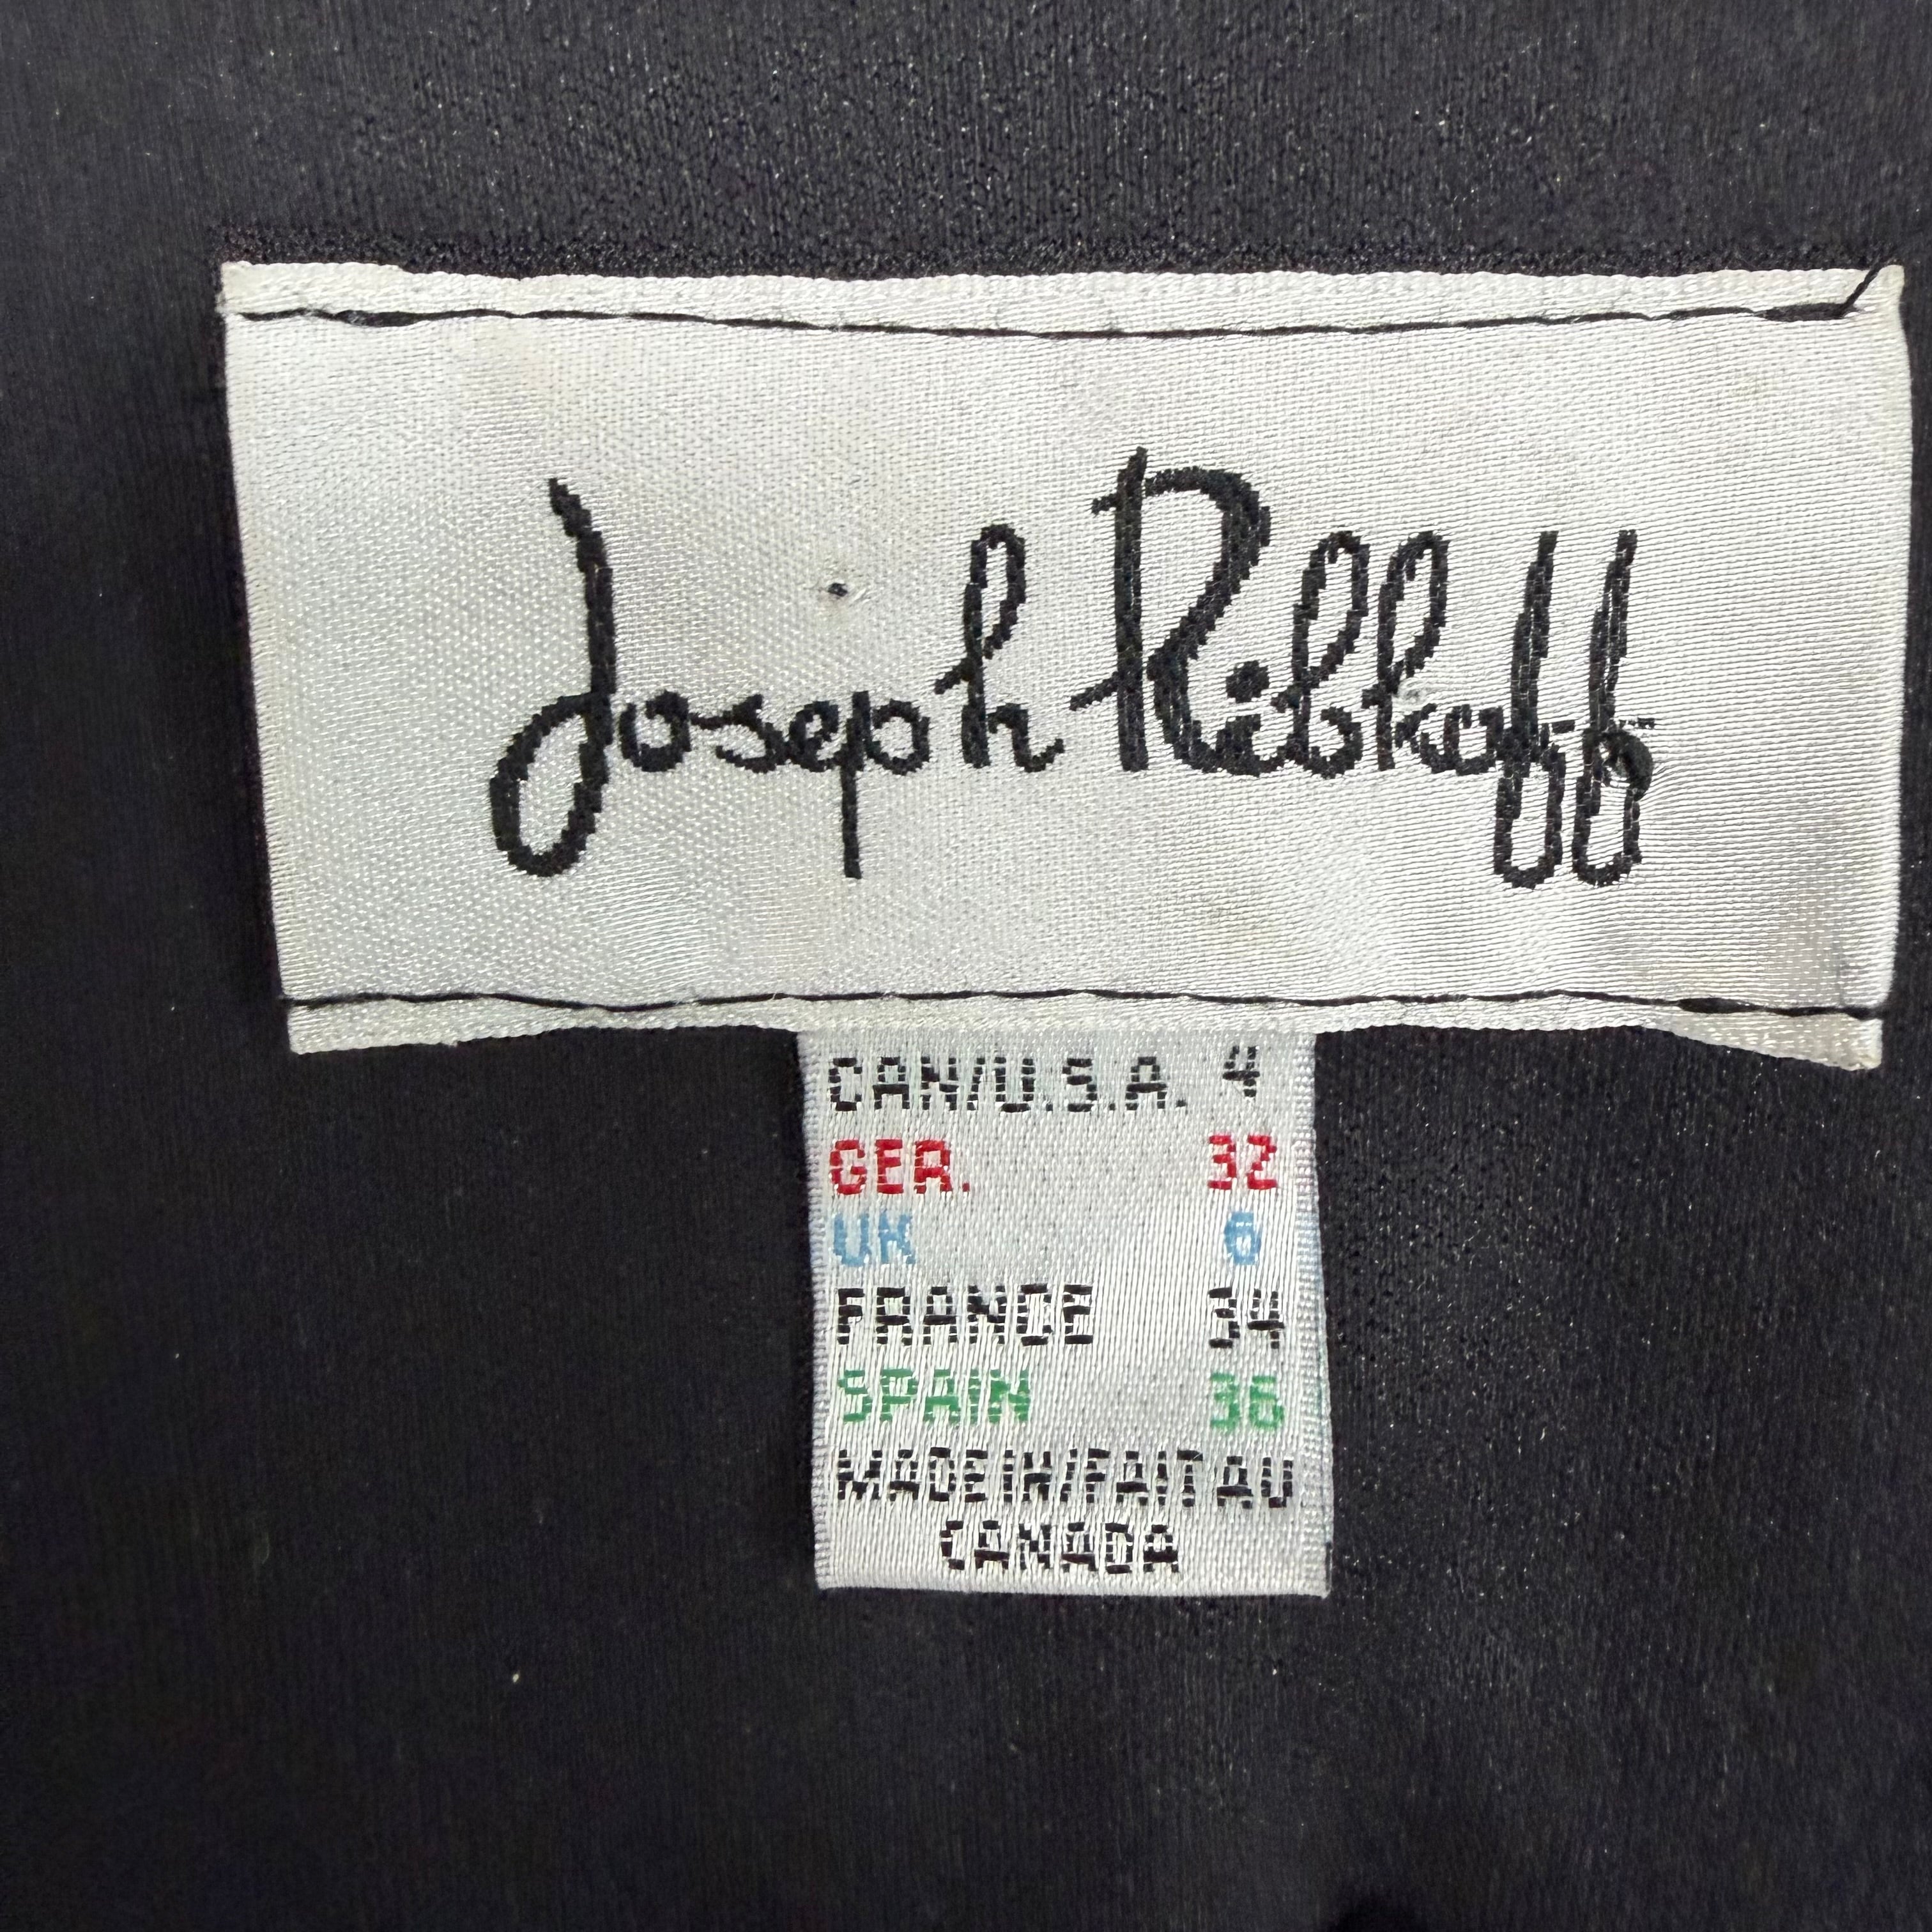 Joseph Ribkoff
CAN/U.S.A. 4
GER. 32
UK 6
FRANCE 34
SPAIN 36
MADE IN/FAIT AU
CANADA